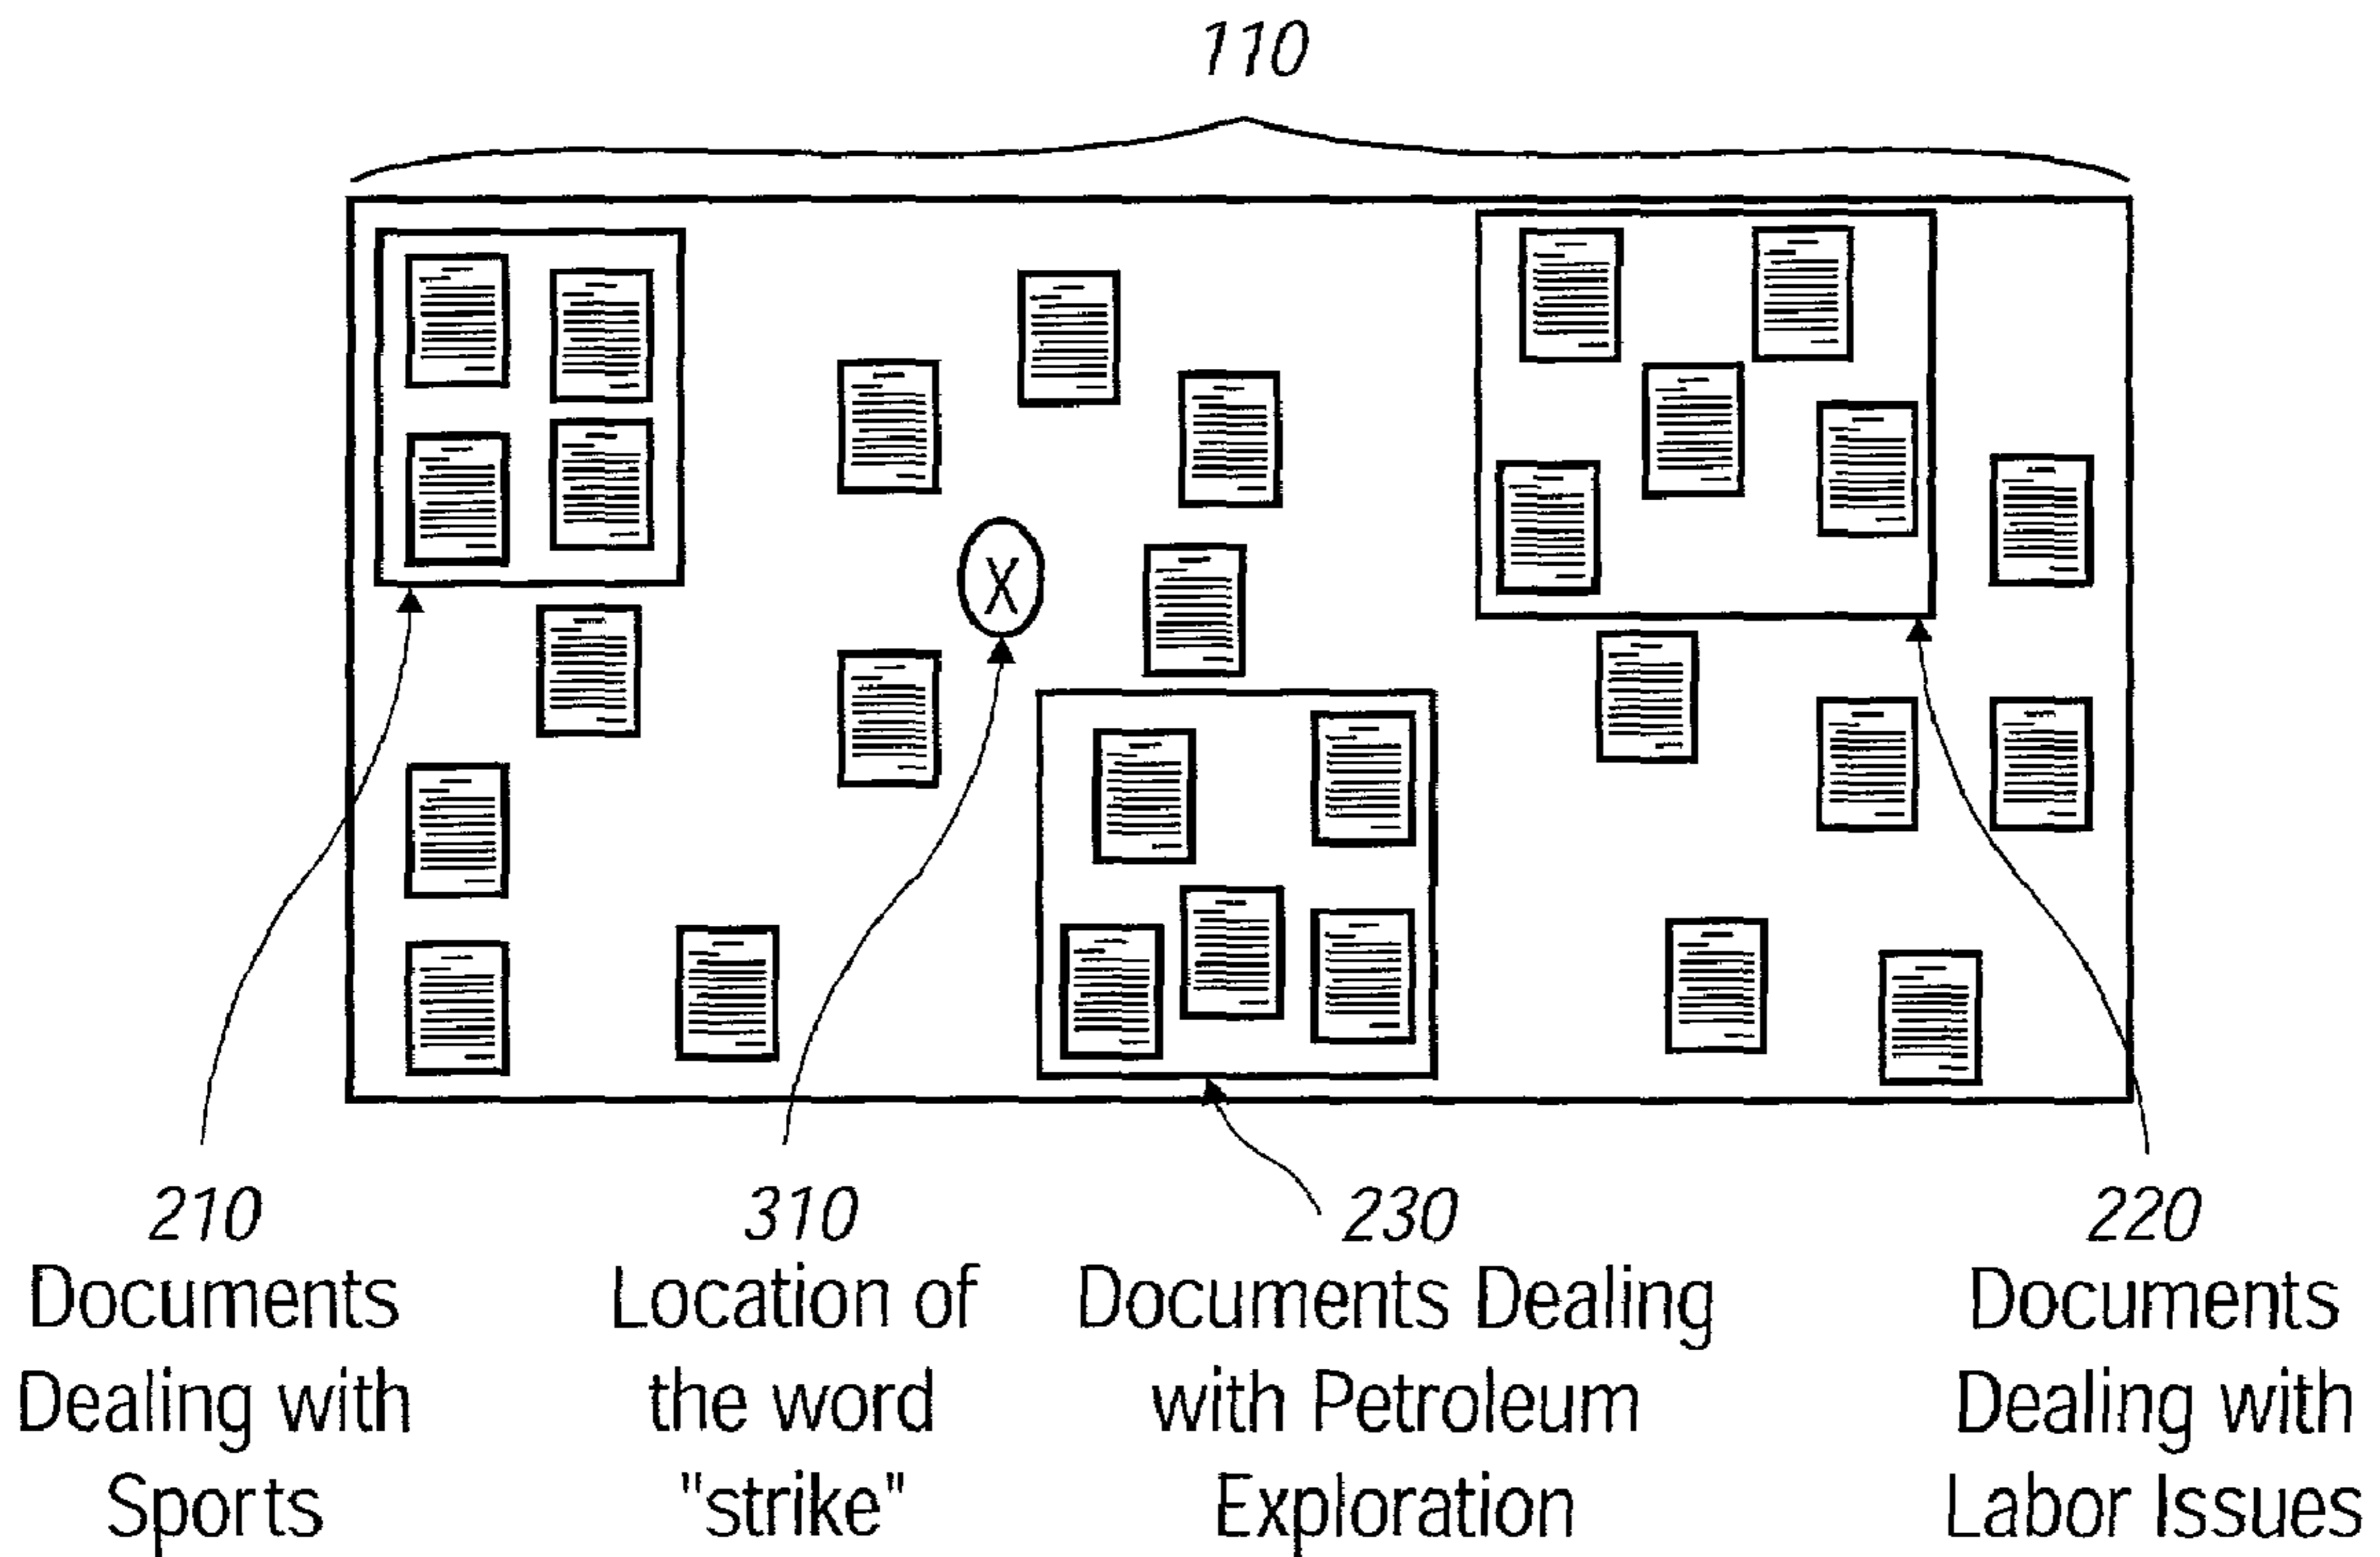 110
X
210
Documents
Dealing with
Sports
310
Location of
the word
"strike"
230
Documents Dealing
with Petroleum
Exploration
220
Documents
Dealing with
Labor Issues